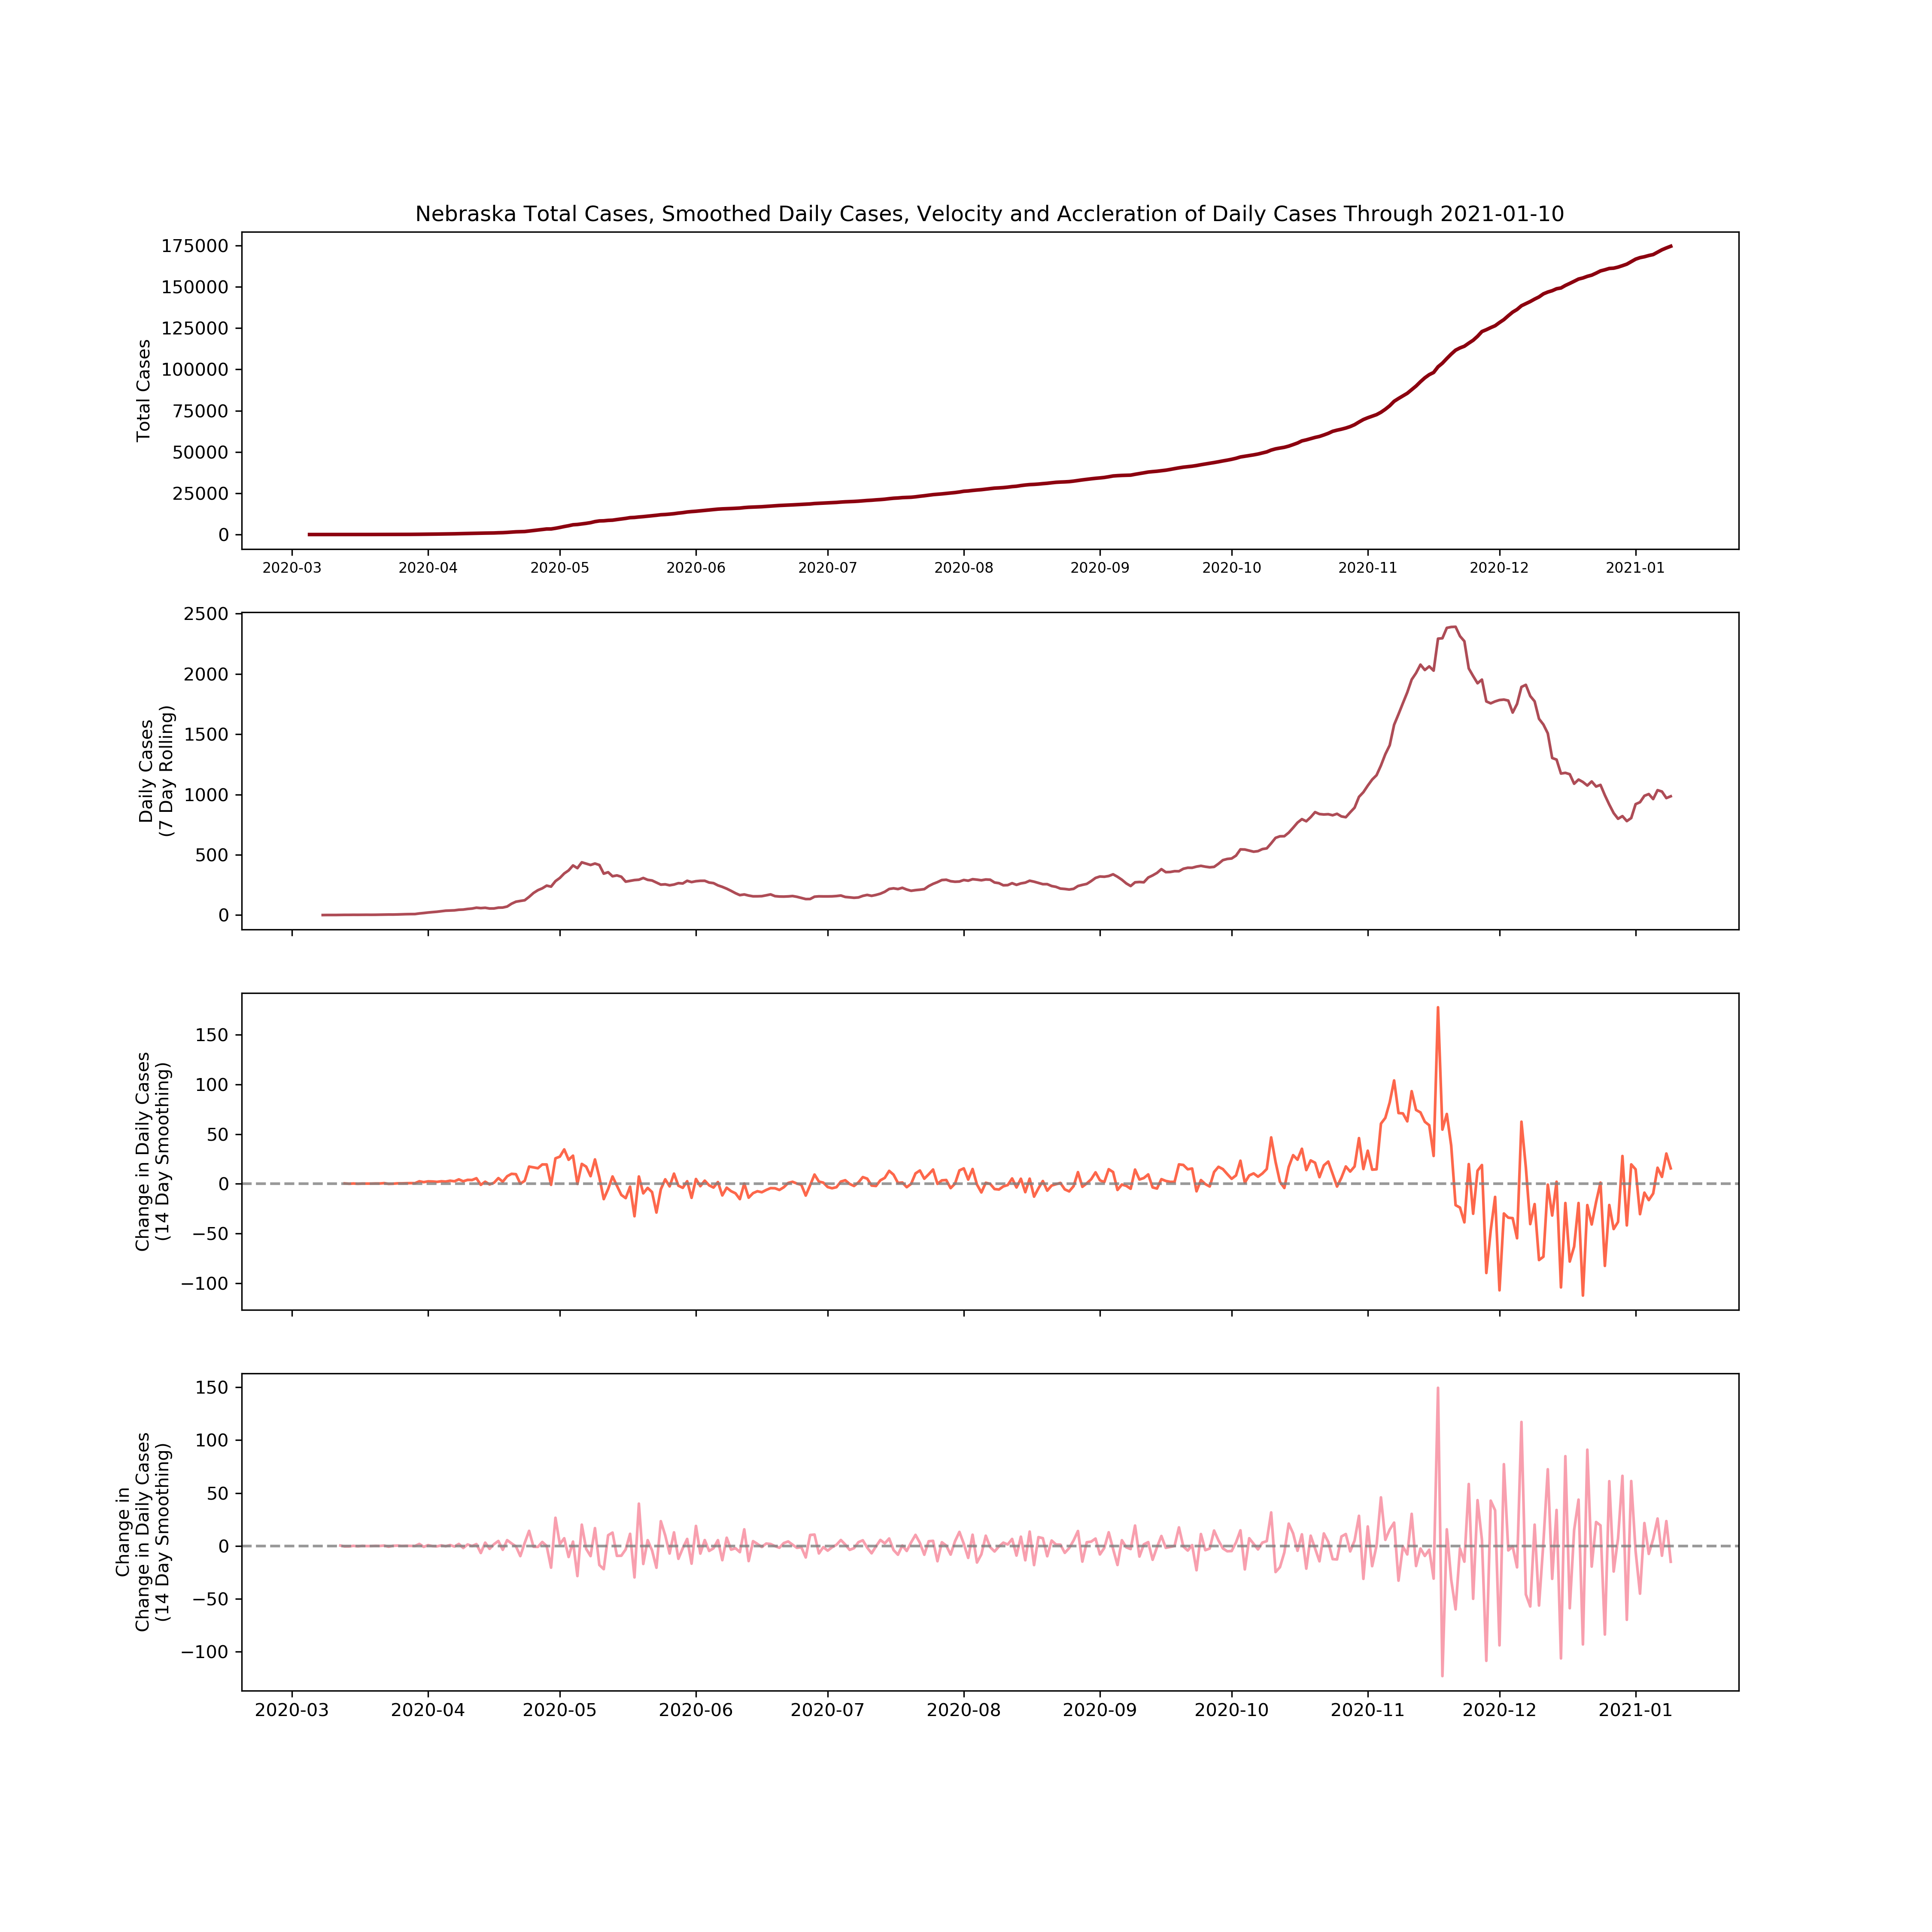 Nebraska Total Cases, Smoothed Daily Cases, Velocity and Accleration of Daily Cases Through 2021-01-10
Total Cases
175000
150000
125000
100000
75000
50000
25000
0
2020-03 2020-04 2020-05 2020-06 2020-07 2020-08 2020-09 2020-10 2020-11 2020-12 2021-01
Daily Cases
(7 Day Rolling)
2500
2000
1500
1000
500
0
Change in Daily Cases
(14 Day Smoothing)
150
100
50
0
−50
−100
Change in
Change in Daily Cases
(14 Day Smoothing)
150
100
50
0
−50
−100
2020-03 2020-04 2020-05 2020-06 2020-07 2020-08 2020-09 2020-10 2020-11 2020-12 2021-01